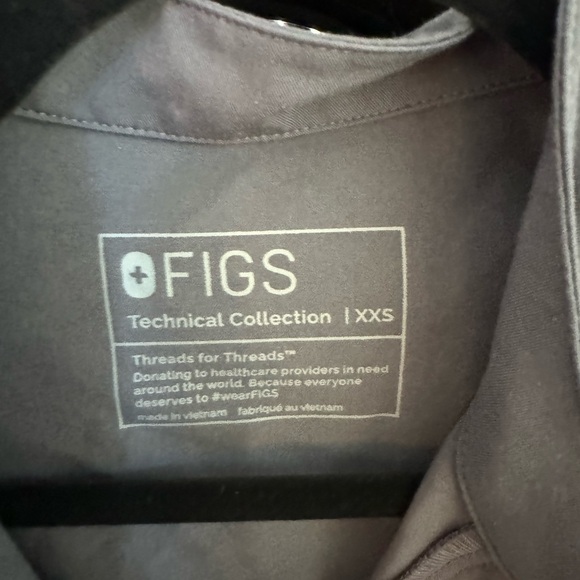 FIGS
Technical Collection | XXS
Threads for Threads™
Donating to healthcare providers in need
around the world. Because everyone
deserves to #wearFIGS
made in vietnam fabriqué au vietnam